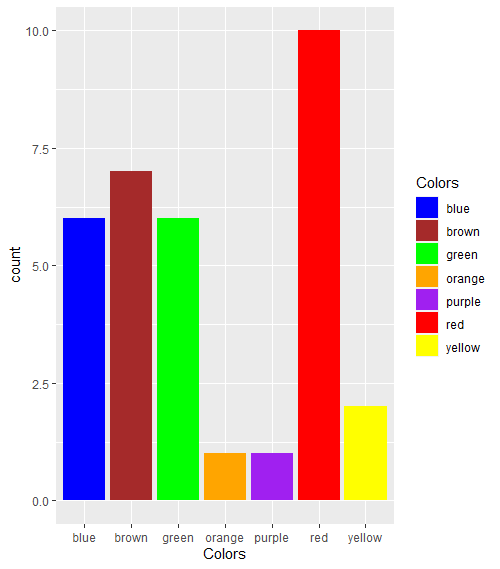 10.0
7.5
5.0
2.5
0.0
count
blue brown green orange purple red yellow
Colors
Colors
blue
brown
green
orange
purple
red
yellow